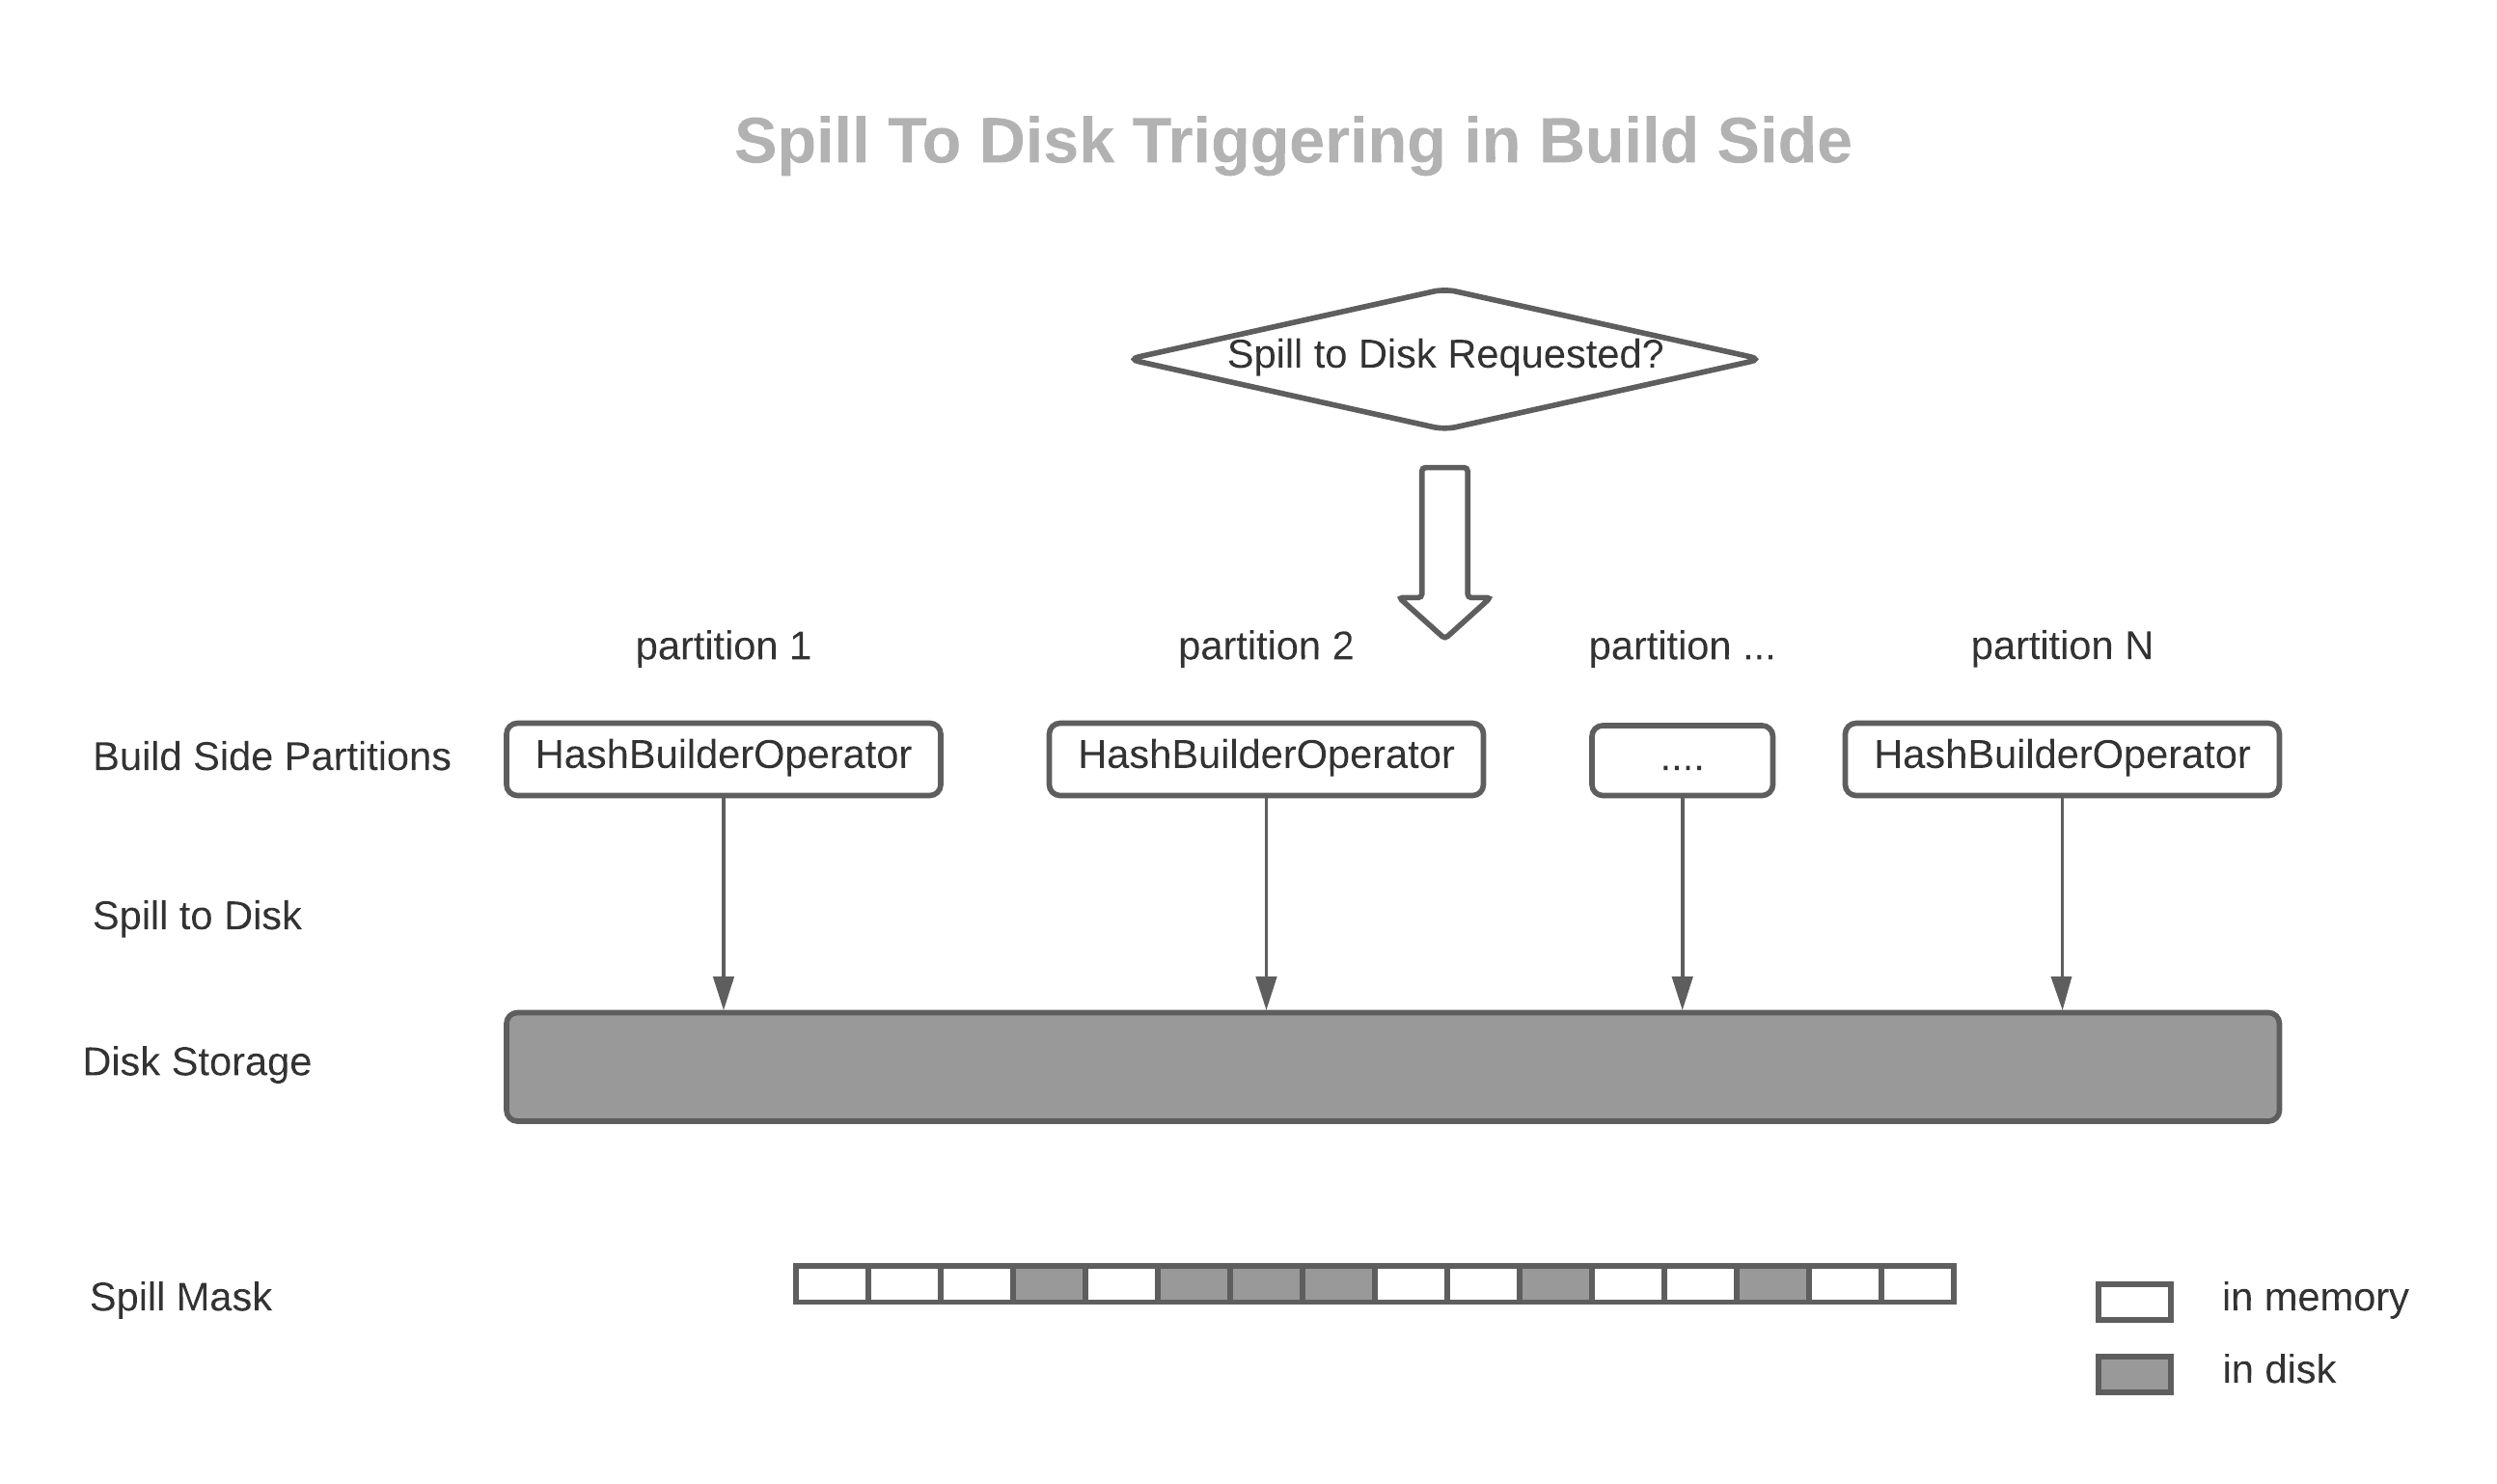 Spill To Disk Triggering in Build Side
Spill to Disk Requested?
partition 1
partition 2
partition ...
partition N
Build Side Partitions
HashBuilderOperator
HashBuilderOperator
....
HashBuilderOperator
Spill to Disk
Disk Storage
Spill Mask
in memory
in disk